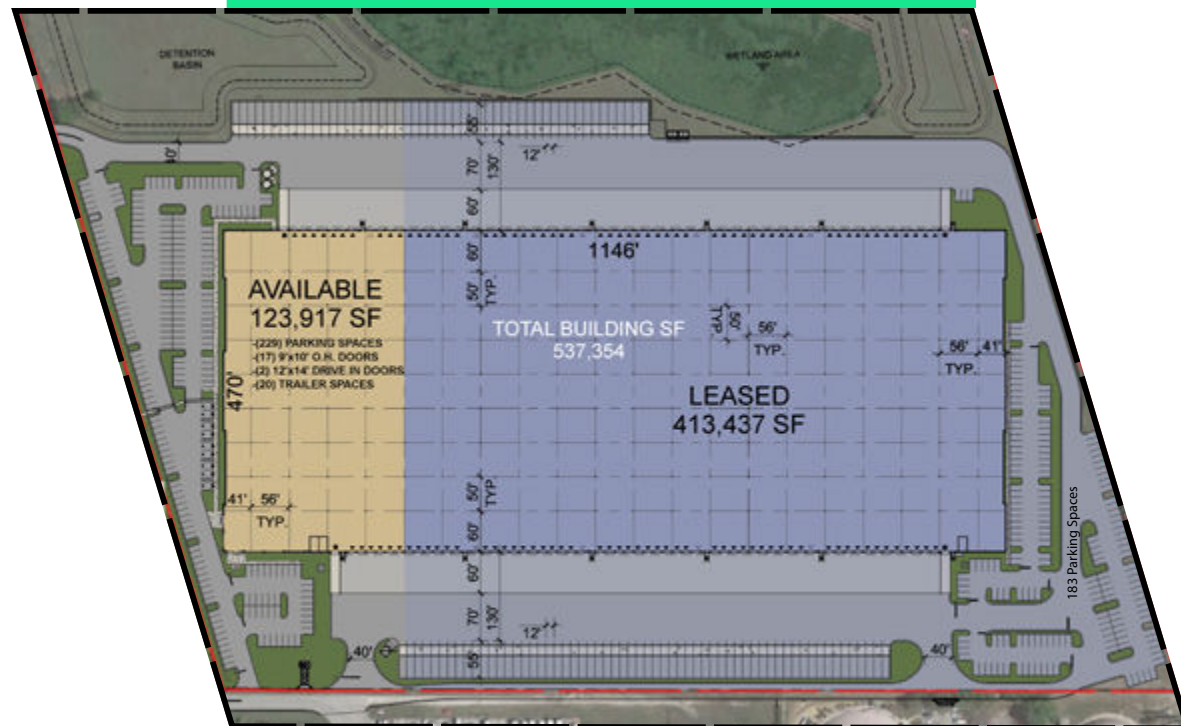 DETENTION
BASIN
WETLAND AREA
40'
55'
12'
70'
130'
60'
60'
1146'
50'
TYP.
AVAILABLE
123,917 SF
-(229) PARKING SPACES
-(17) 9'x10' O.H. DOORS
-(2) 12'x14' DRIVE IN DOORS
-(20) TRAILER SPACES
470'
TOTAL BUILDING SF
537,354
50'
TYP.
56'
TYP.
56'
41'
TYP.
LEASED
413,437 SF
41'
56'
TYP.
50'
TYP.
60'
60'
70'
130'
12'
55'
40'
40'
183 Parking Spaces